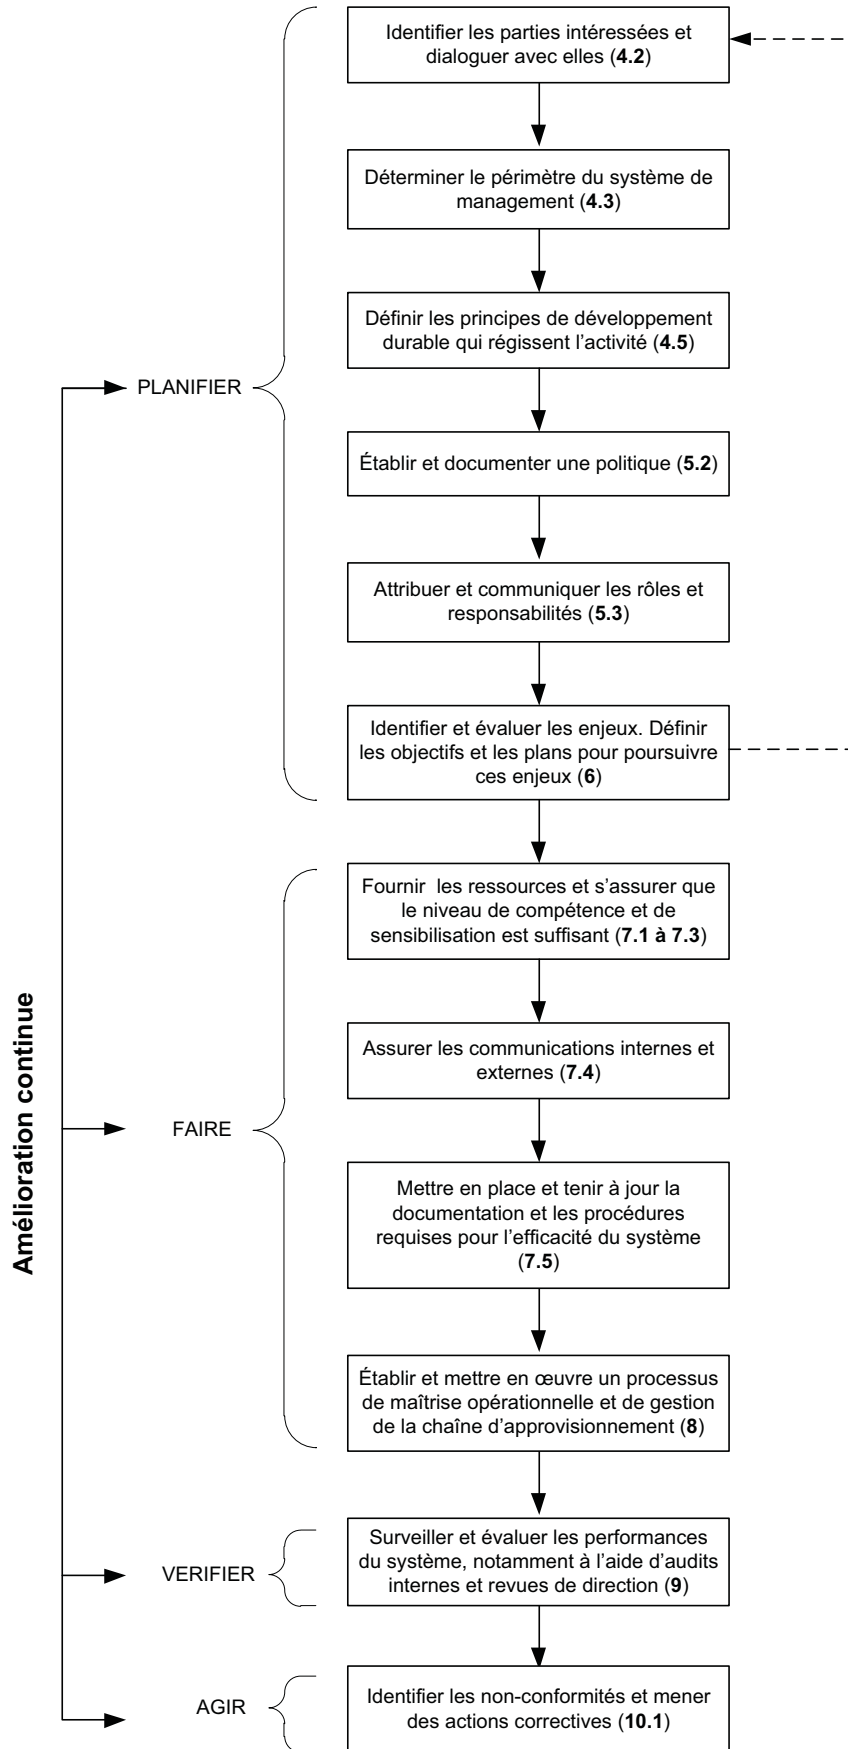 Identifier les parties intéressées et
dialoguer avec elles (4.2)
Déterminer le périmètre du système de
management (4.3)
Définir les principes de développement
durable qui régissent l'activité (4.5)
PLANIFIER
Établir et documenter une politique (5.2)
Attribuer et communiquer les rôles et
responsabilités (5.3)
Identifier et évaluer les enjeux. Définir
les objectifs et les plans pour poursuivre
ces enjeux (6)
Fournir les ressources et s'assurer que
le niveau de compétence et de
sensibilisation est suffisant (7.1 à 7.3)
Amélioration continue
Assurer les communications internes et
externes (7.4)
FAIRE
Mettre en place et tenir à jour la
documentation et les procédures
requises pour l'efficacité du système
(7.5)
Établir et mettre en œuvre un processus
de maîtrise opérationnelle et de gestion
de la chaîne d'approvisionnement (8)
VERIFIER
Surveiller et évaluer les performances
du système, notamment à l'aide d'audits
internes et revues de direction (9)
AGIR
Identifier les non-conformités et mener
des actions correctives (10.1)